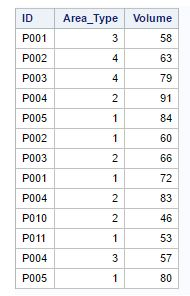 ID Area_Type Volume
P001 3 58
P002 4 63
P003 4 79
P004 2 91
P005 1 84
P002 1 60
P003 2 66
P001 1 72
P004 2 83
P010 2 46
P011 1 53
P004 3 57
P005 1 80